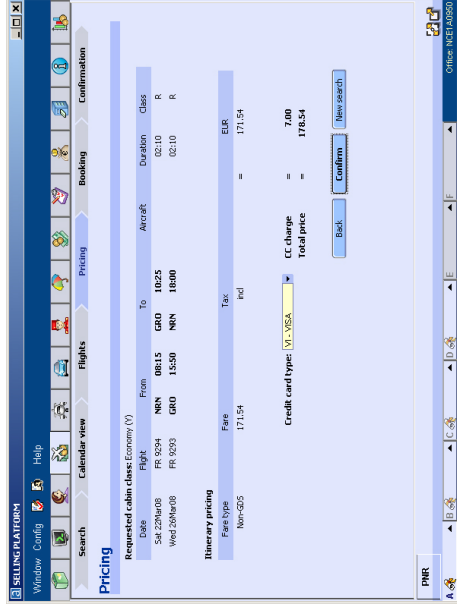 SELLING PLATFORM
Window Config Help
Search Calendar view Flights Pricing Booking Confirmation
Pricing
Requested cabin class: Economy (Y)
Date Flight From To Aircraft Duration Class
Sat 22Mar08 FR 9294 NRN 08:15 GRO 10:25 02:10 R
Wed 26Mar08 FR 9293 GRO 15:50 NRN 18:00 02:10 R
Itinerary pricing
Fare type Fare Tax EUR
Non-GDS 171.54 incl = 171.54
Credit card type: VI - VISA CC charge = 7.00
Total price = 178.54
Back Confirm New search
PNR
A B C D E F Office: NCE1A0950